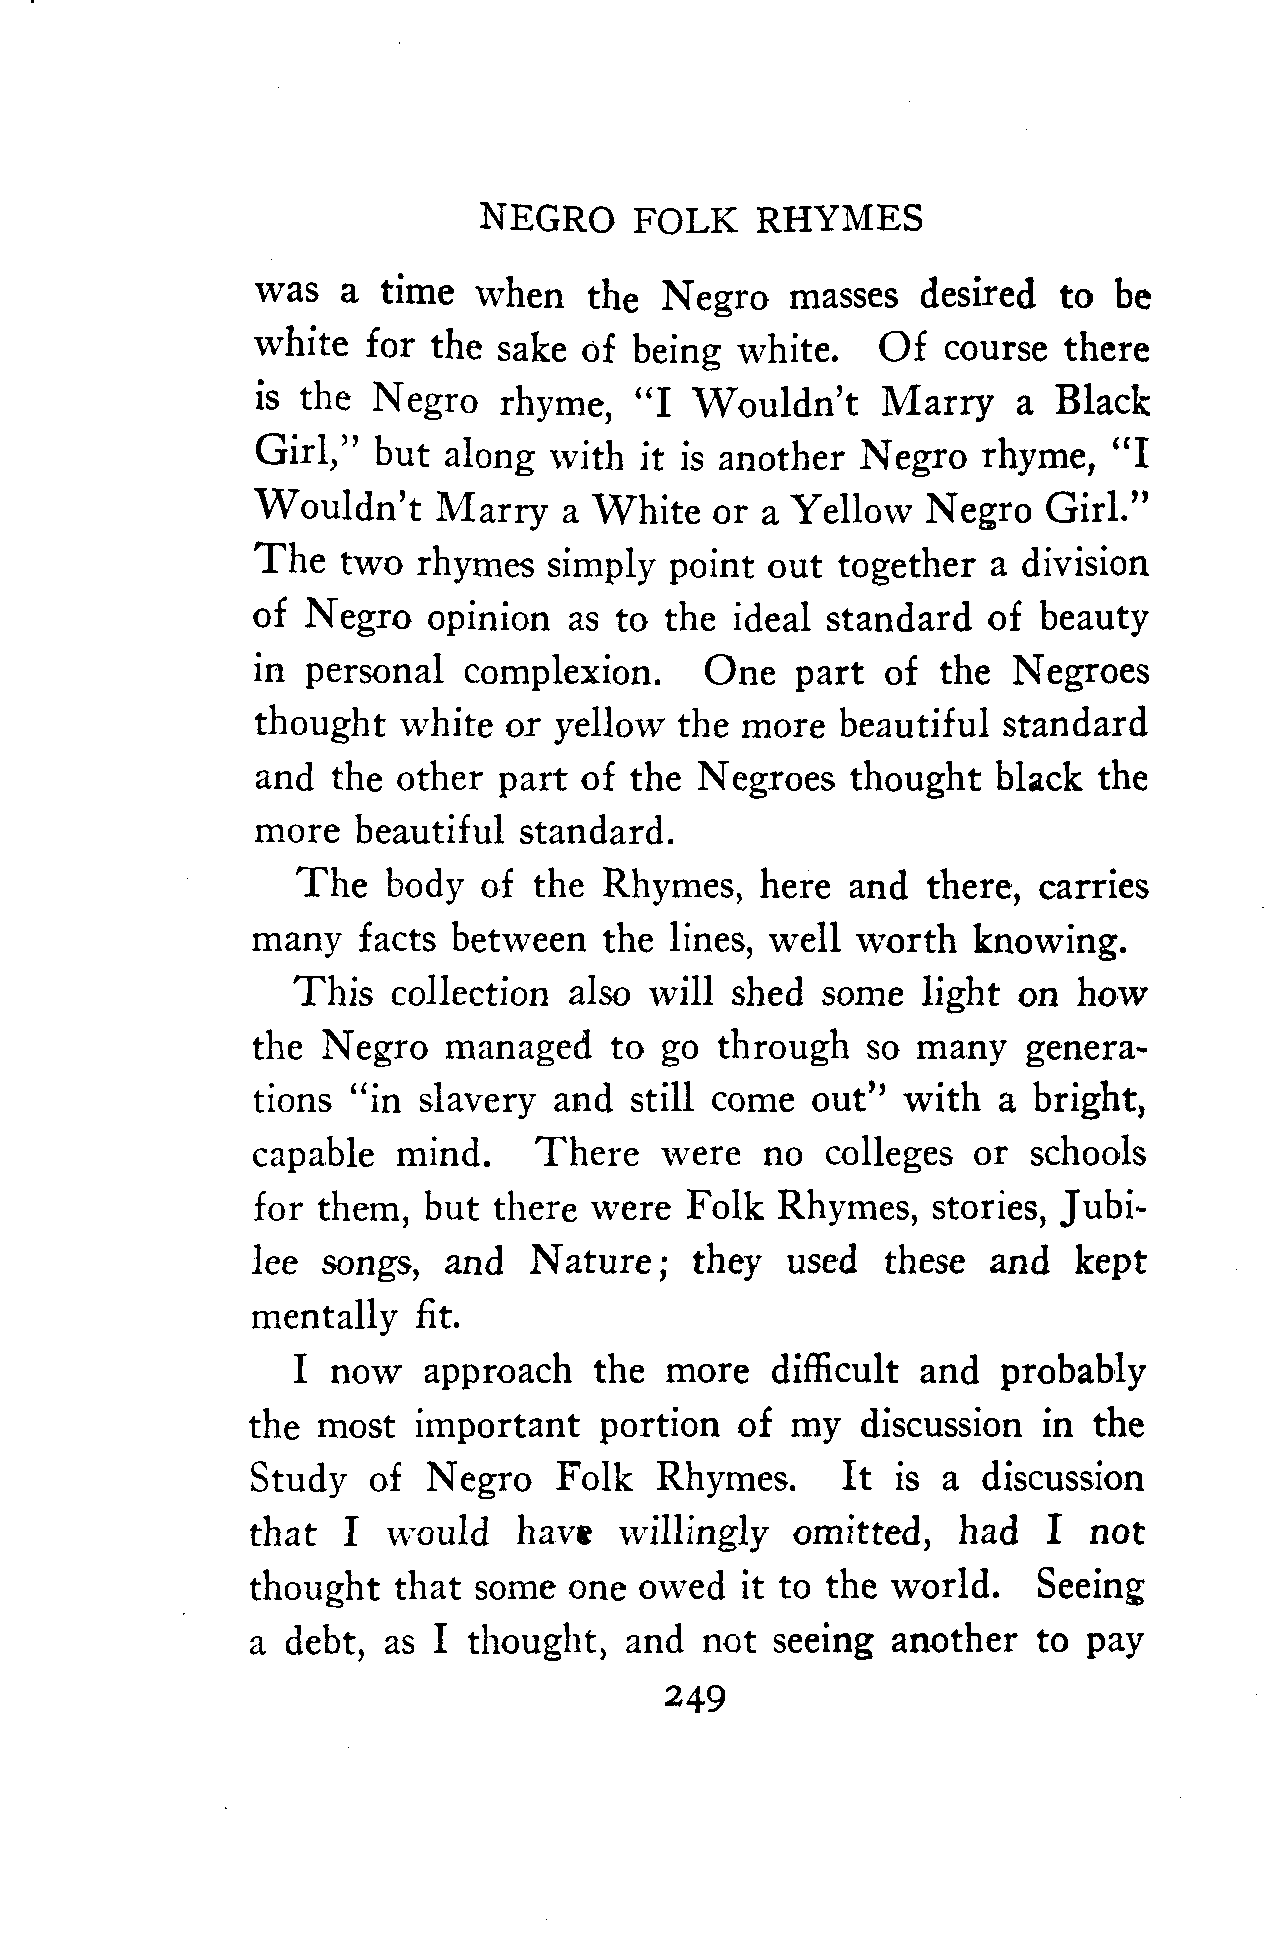 NEGRO FOLK RHYMES
was a time when the Negro masses desired to be
white for the sake of being white. Of course there
is the Negro rhyme, "I Wouldn't Marry a Black
Girl," but along with it is another Negro rhyme, "I
Wouldn't Marry a White or a Yellow Negro Girl."
The two rhymes simply point out together a division
of Negro opinion as to the ideal standard of beauty
in personal complexion. One part of the Negroes
thought white or yellow the more beautiful standard
and the other part of the Negroes thought black the
more beautiful standard.
The body of the Rhymes, here and there, carries
many facts between the lines, well worth knowing.
This collection also will shed some light on how
the Negro managed to go through so many genera-
tions "in slavery and still come out" with a bright,
capable mind. There were no colleges or schools
for them, but there were Folk Rhymes, stories, Jubi-
lee songs, and Nature; they used these and kept
mentally fit.
I now approach the more difficult and probably
the most important portion of my discussion in the
Study of Negro Folk Rhymes. It is a discussion
that I would have willingly omitted, had I not
thought that some one owed it to the world. Seeing
a debt, as I thought, and not seeing another to pay
249